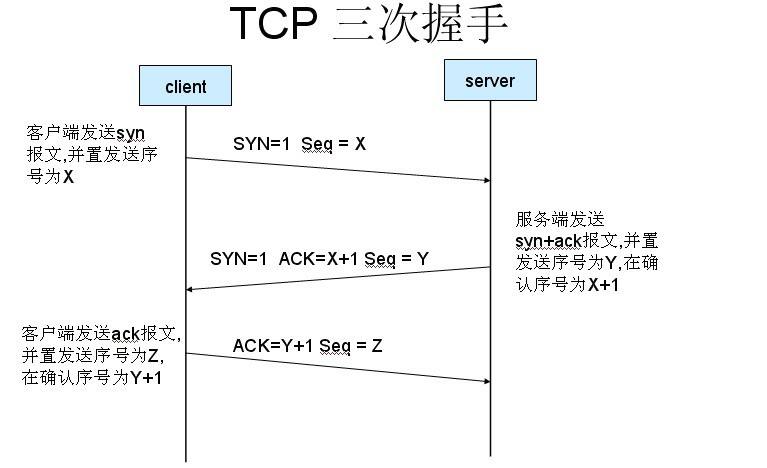 TCP 三次握手
client
server
客户端发送syn
报文,并置发送序
号为X
SYN=1 Seq = X
服务端发送
syn+ack报文,并置
发送序号为Y,在确
认序号为X+1
SYN=1 ACK=X+1 Seq = Y
客户端发送ack报文,
并置发送序号为Z,
在确认序号为Y+1
ACK=Y+1 Seq = Z